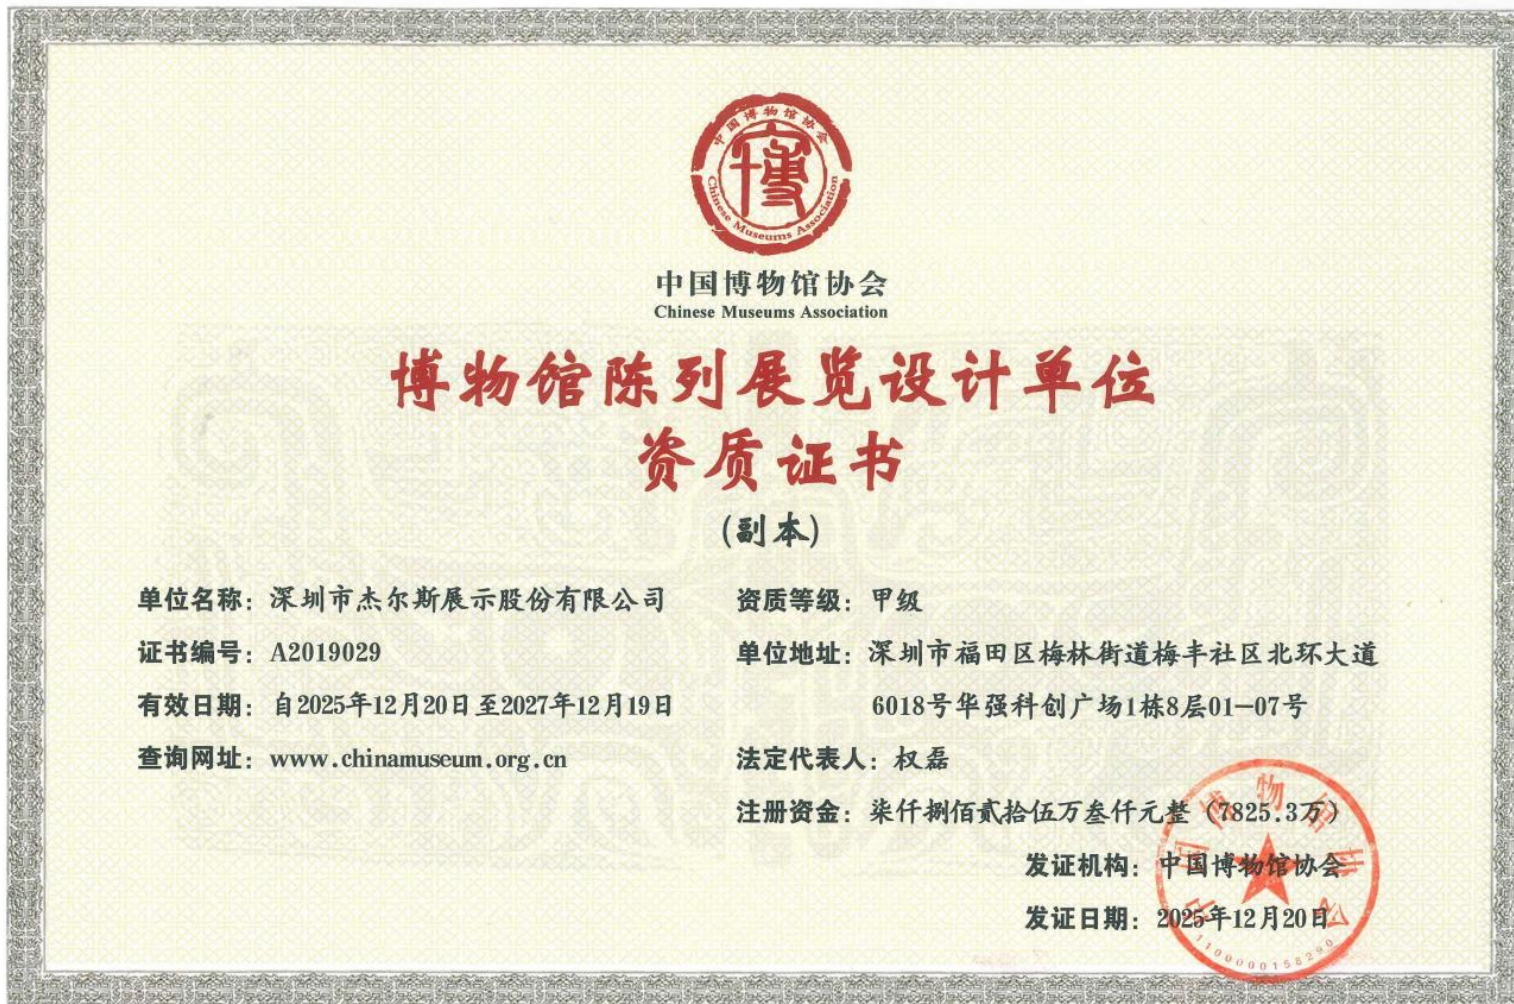 中国博物馆协会
博
Chinese Museums Association
中国博物馆协会
Chinese Museums Association
博物馆陈列展览设计单位
资质证书
(副本)
单位名称：深圳市杰尔斯展示股份有限公司
证书编号：A2019029
有效日期：自2025年12月20日至2027年12月19日
查询网址：www.chinamuseum.org.cn
资质等级：甲级
单位地址：深圳市福田区梅林街道梅丰社区北环大道
6018号华强科创广场1栋8层01—07号
法定代表人：权磊
注册资金：柒仟捌佰贰拾伍万叁仟元整（7825.3万）
发证机构：中国博物馆协会
发证日期：2025年12月20日
中国博物馆协会
1100000158290